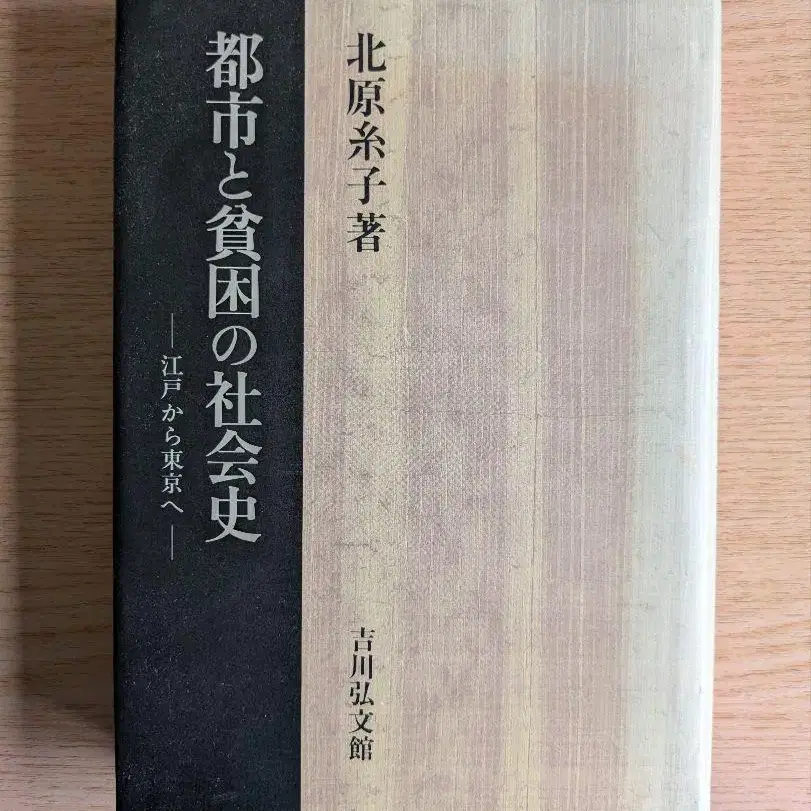 北原糸子著
都市と貧困の社会史
―江戸から東京へ―
吉川弘文館